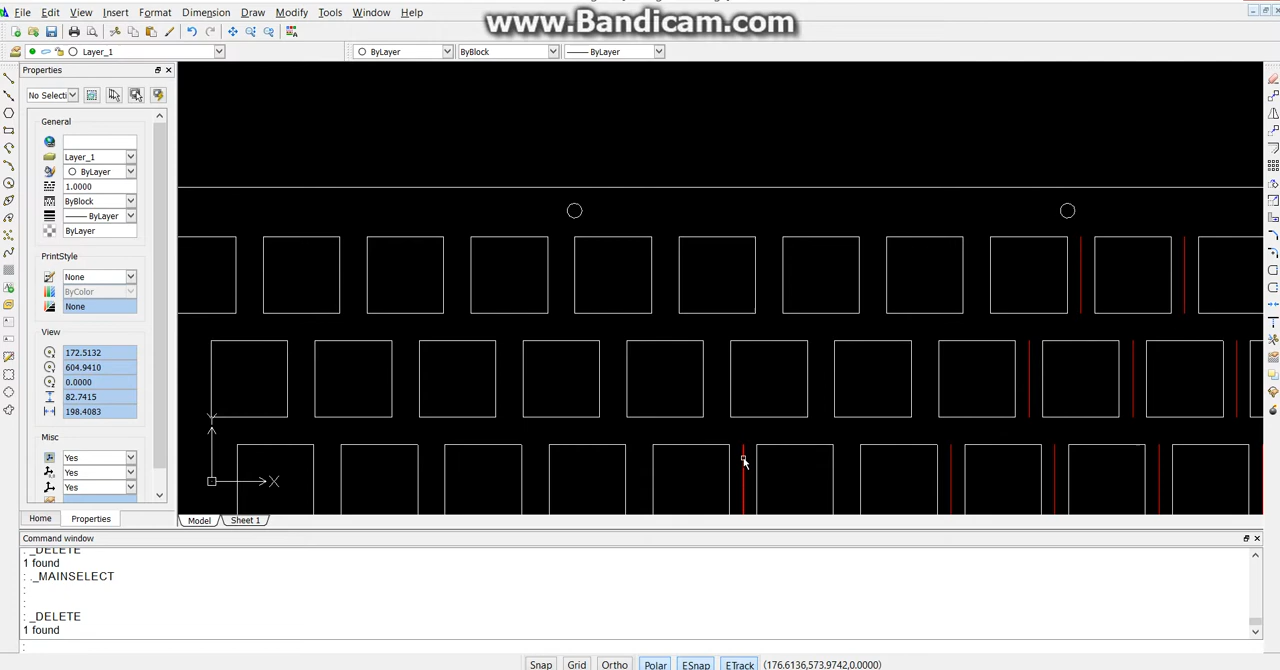 www.Bandicam.com
File Edit View Insert Format Dimension Draw Modify Tools Window Help
Layer_1 ByLayer ByBlock ByLayer
Properties
No Selecti
General
Layer_1
ByLayer
1.0000
ByBlock
ByLayer
ByLayer
PrintStyle
None
ByColor
None
View
172.5132
604.9410
0.0000
82.7415
198.4083
Misc
Yes
Yes
Yes
Y
X
Home Properties Model Sheet 1
Command window
: _DELETE
1 found
: ._MAINSELECT
:
:
: _DELETE
1 found
:
Snap Grid Ortho Polar ESnap ETrack (176.6136,573.9742,0.0000)